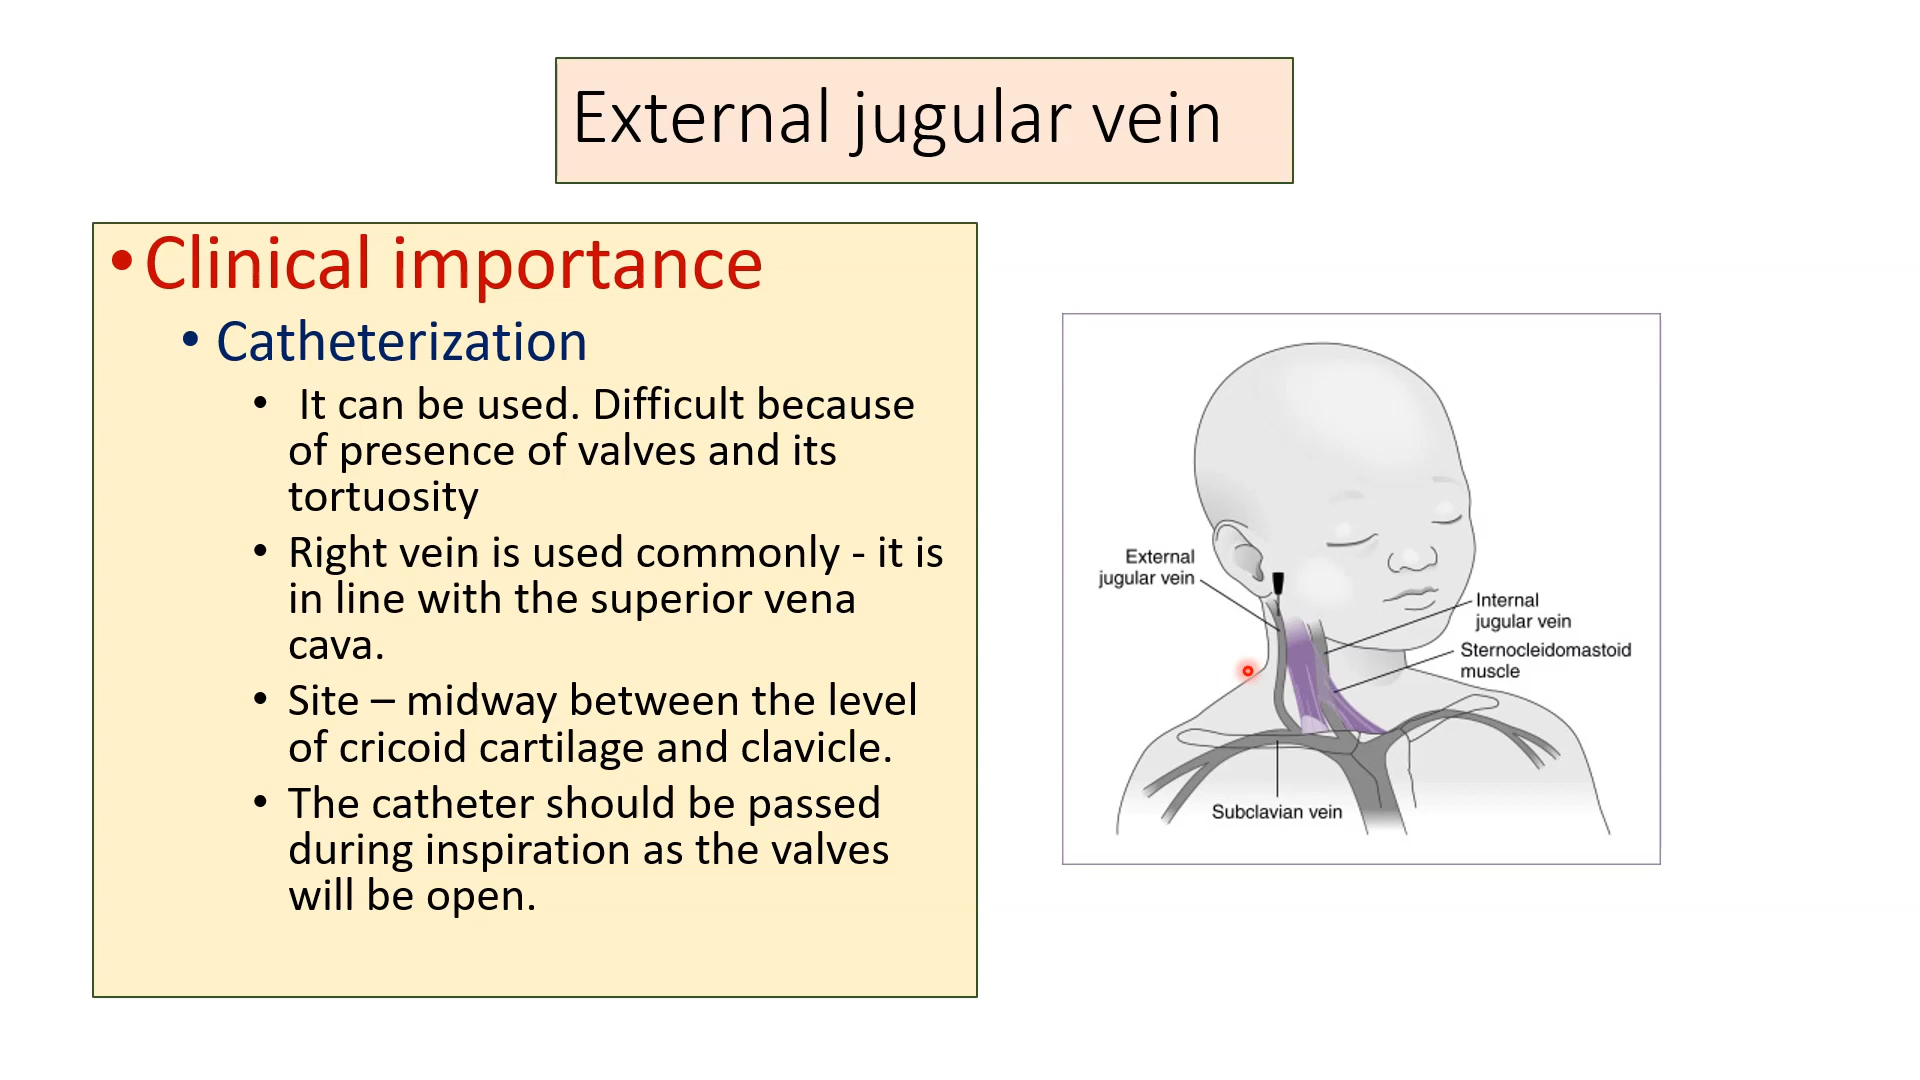 External jugular vein
•Clinical importance
• Catheterization
• It can be used. Difficult because
of presence of valves and its
tortuosity
• Right vein is used commonly - it is
in line with the superior vena
cava.
• Site – midway between the level
of cricoid cartilage and clavicle.
• The catheter should be passed
during inspiration as the valves
will be open.
External
jugular vein
Internal
jugular vein
Sternocleidomastoid
muscle
Subclavian vein